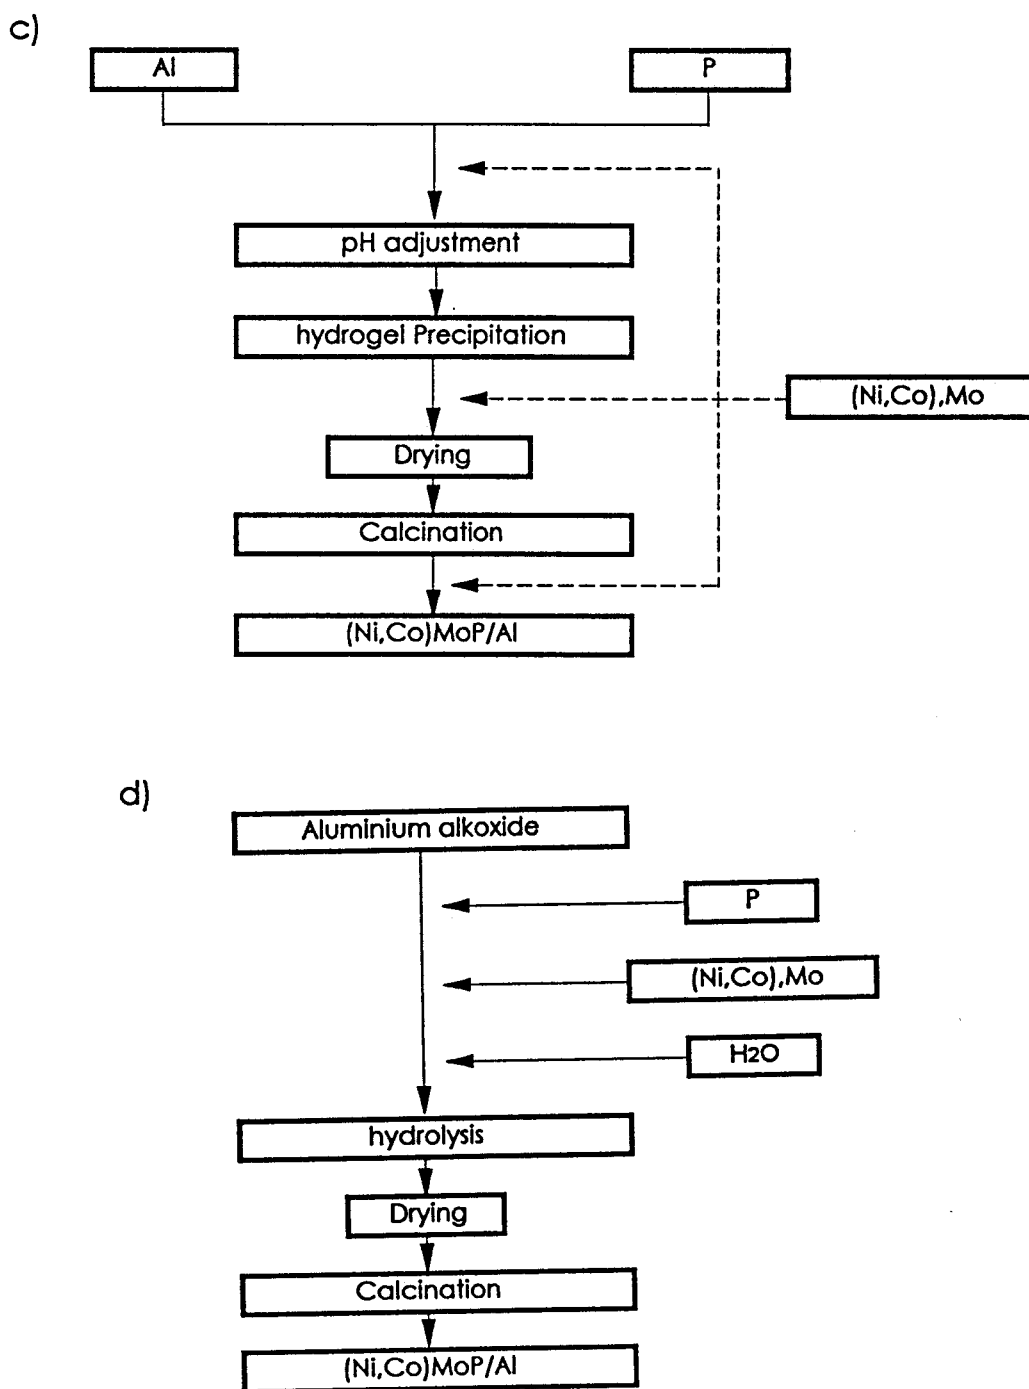 c)
Al
P
pH adjustment
hydrogel Precipitation
(Ni,Co),Mo
Drying
Calcination
(Ni,Co)MoP/Al
d)
Aluminium alkoxide
P
(Ni,Co),Mo
H2O
hydrolysis
Drying
Calcination
(Ni,Co)MoP/Al